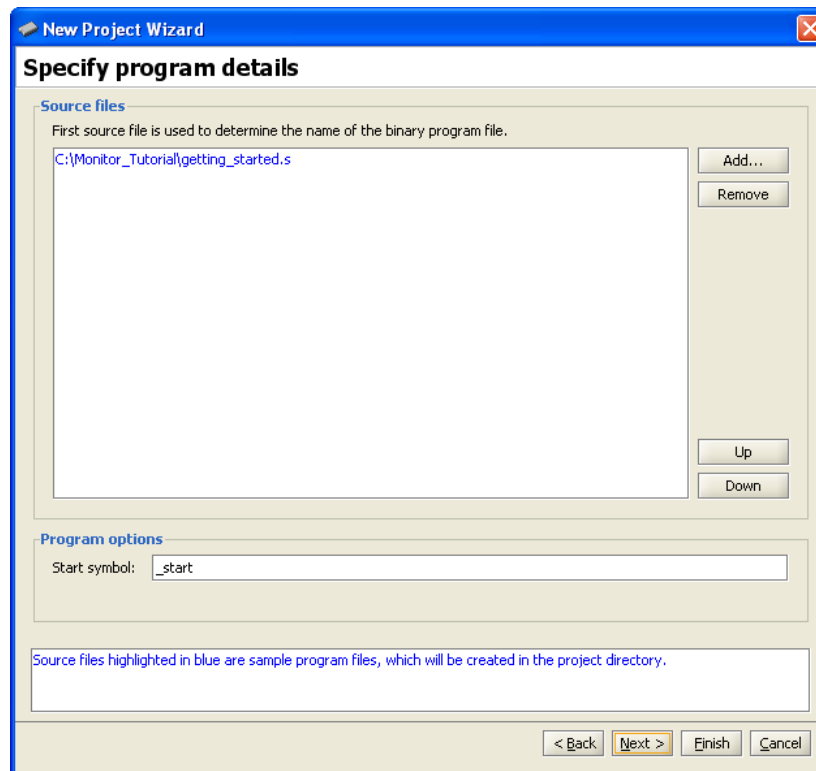 New Project Wizard
Specify program details
Source files
First source file is used to determine the name of the binary program file.
C:\Monitor_Tutorial\getting_started.s
Add...
Remove
Up
Down
Program options
Start symbol:
_start
Source files highlighted in blue are sample program files, which will be created in the project directory.
< Back
Next >
Finish
Cancel